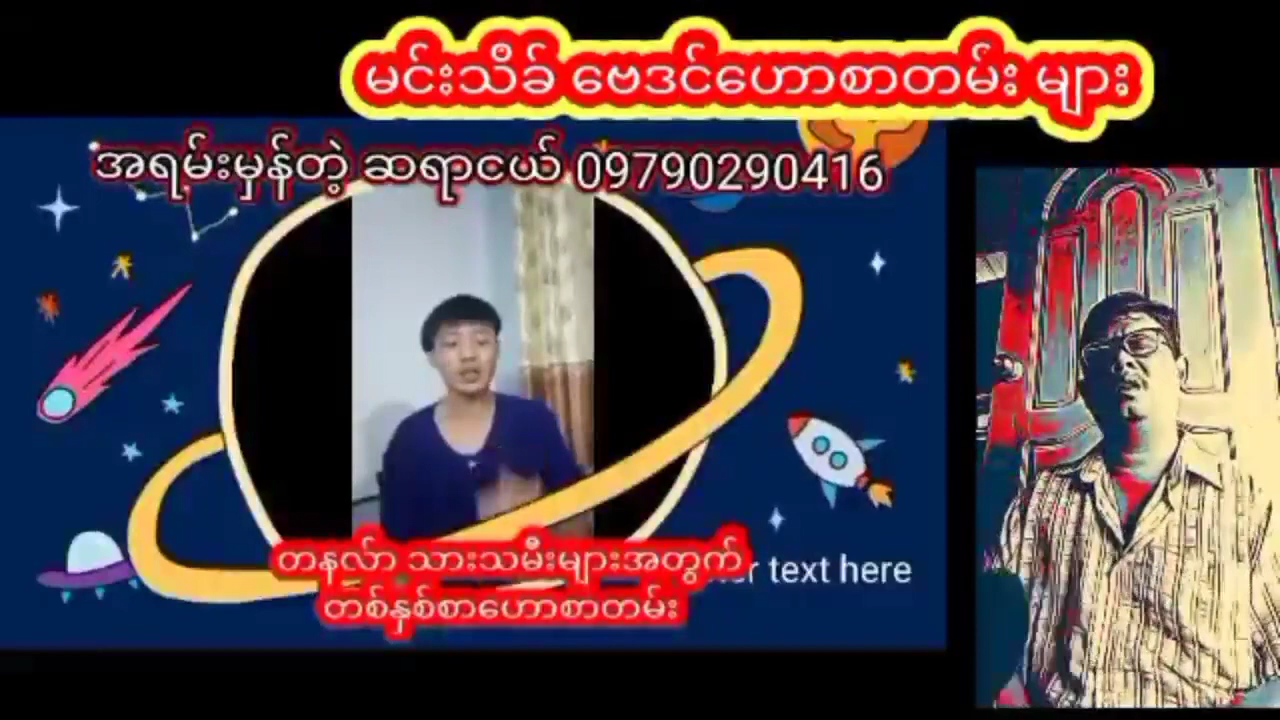 မင်းသိခ် ဗေဒင်ဟောစာတမ်း များ
အရမ်းမှန်တဲ့ ဆရာငယ် 09790290416
တနင်္လာ သားသမီးများအတွက်
text here
တစ်နှစ်စာဟောစာတမ်း